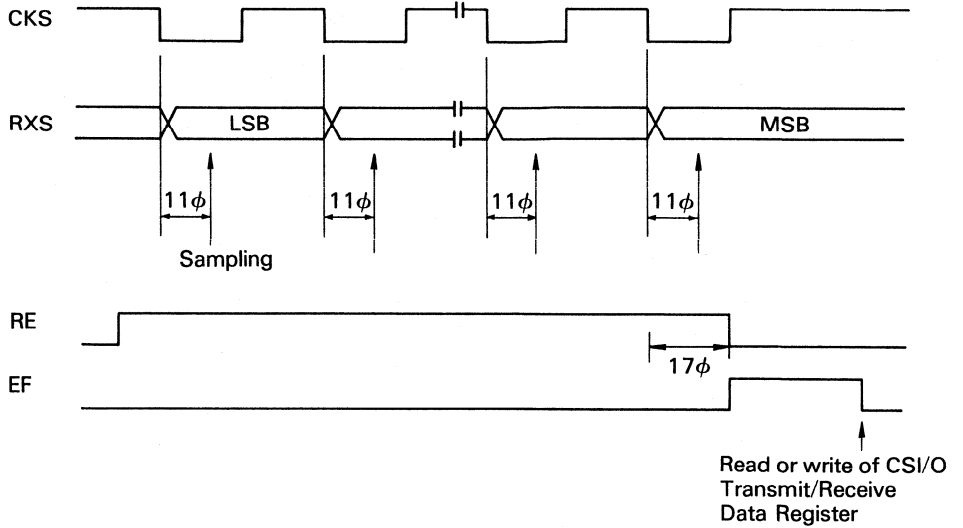 CKS
RXS
LSB
MSB
11ϕ
11ϕ
11ϕ
11ϕ
Sampling
RE
17ϕ
EF
Read or write of CSI/O
Transmit/Receive
Data Register